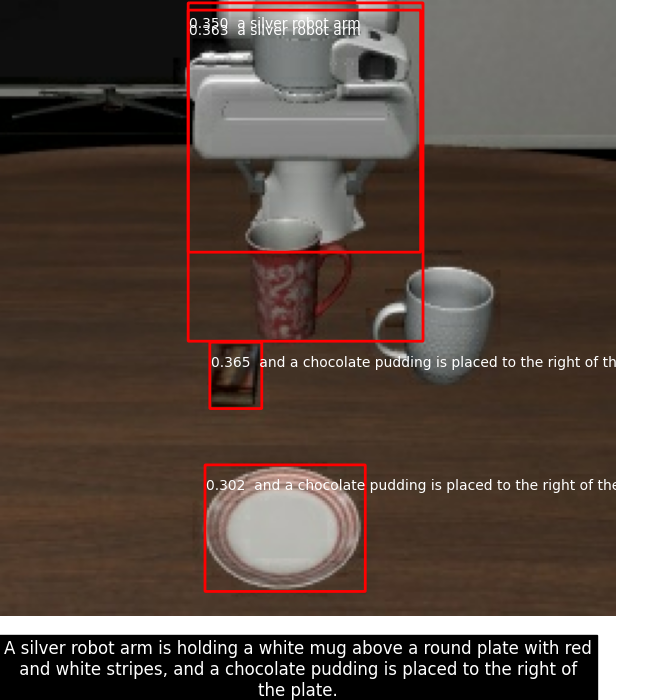 0.350 a silver robot arm
0.363 a silver robot arm
0.365 and a chocolate pudding is placed to the right of th
0.302 and a chocolate pudding is placed to the right of the
A silver robot arm is holding a white mug above a round plate with red
and white stripes, and a chocolate pudding is placed to the right of
the plate.